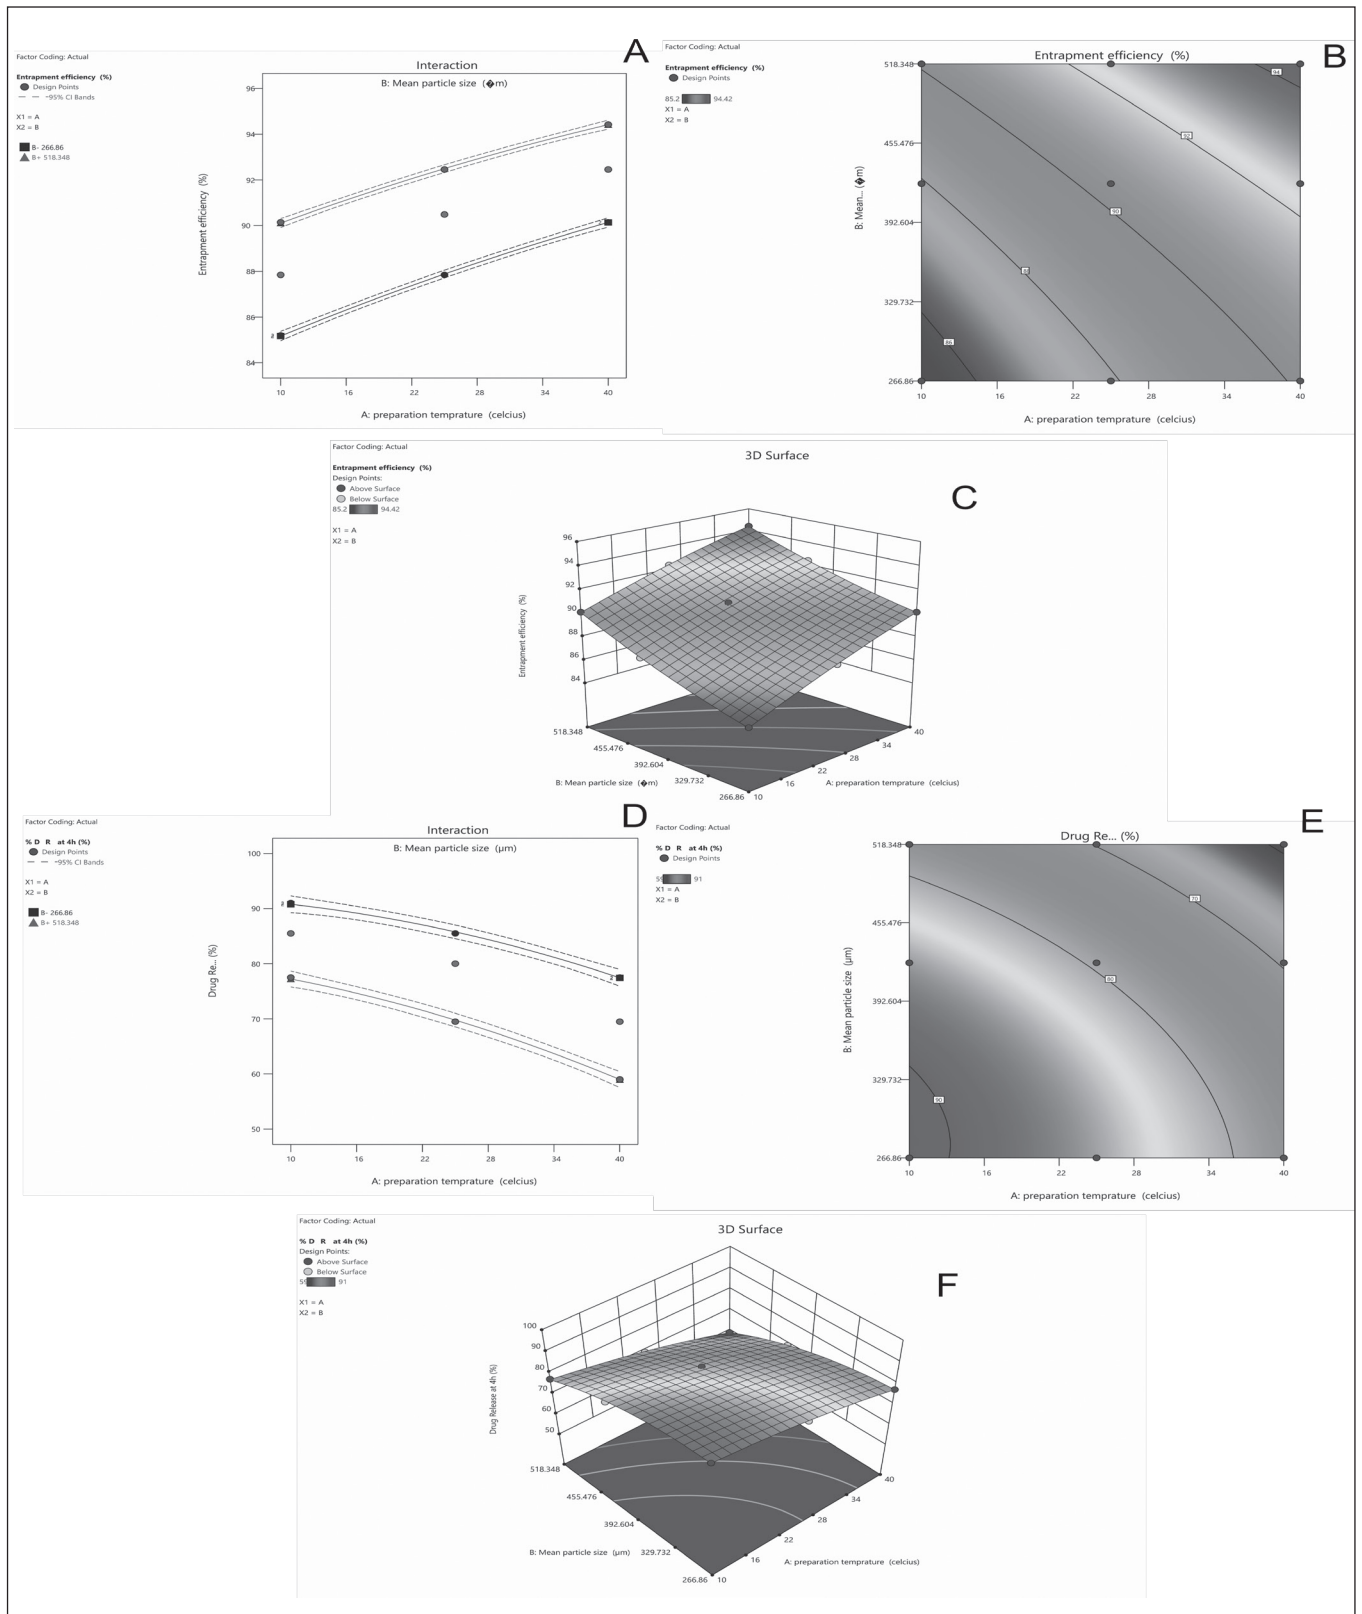 A
Factor Coding: Actual
Entrapment efficiency (%)
Design Points
95% CI Bands
X1 = A
X2 = B
B- 266.86
B+ 518.348
Interaction
B: Mean particle size (�m)
Entrapment efficiency (%)
96
94
92
90
88
86
84
10 16 22 28 34 40
A: preparation temprature (celcius)
B
Factor Coding: Actual
Entrapment efficiency (%)
Design Points
85.2 94.42
X1 = A
X2 = B
Entrapment efficiency (%)
B: Mean... (�m)
518.348
455.476
392.604
329.732
266.86
94
92
90
86
10 16 22 28 34 40
A: preparation temprature (celcius)
C
Factor Coding: Actual
Entrapment efficiency (%)
Design Points:
Above Surface
Below Surface
85.2 94.42
X1 = A
X2 = B
3D Surface
Entrapment efficiency (%)
96
94
92
90
88
86
84
518.348
455.476
392.604
329.732
266.86
10
16
22
28
34
40
B: Mean particle size (�m)
A: preparation temprature (celcius)
D
Factor Coding: Actual
% D R at 4h (%)
Design Points
95% CI Bands
X1 = A
X2 = B
B- 266.86
B+ 518.348
Interaction
B: Mean particle size (µm)
Drug Re... (%)
100
90
80
70
60
50
10 16 22 28 34 40
A: preparation temprature (celcius)
E
Factor Coding: Actual
% D R at 4h (%)
Design Points
59 91
X1 = A
X2 = B
Drug Re... (%)
B: Mean particle size (µm)
518.348
455.476
392.604
329.732
266.86
70
80
90
10 16 22 28 34 40
A: preparation temprature (celcius)
F
Factor Coding: Actual
% D R at 4h (%)
Design Points:
Above Surface
Below Surface
59 91
X1 = A
X2 = B
3D Surface
Drug Release at 4h (%)
100
90
80
70
60
50
518.348
455.476
392.604
329.732
266.86
10
16
22
28
34
40
B: Mean particle size (µm)
A: preparation temprature (celcius)